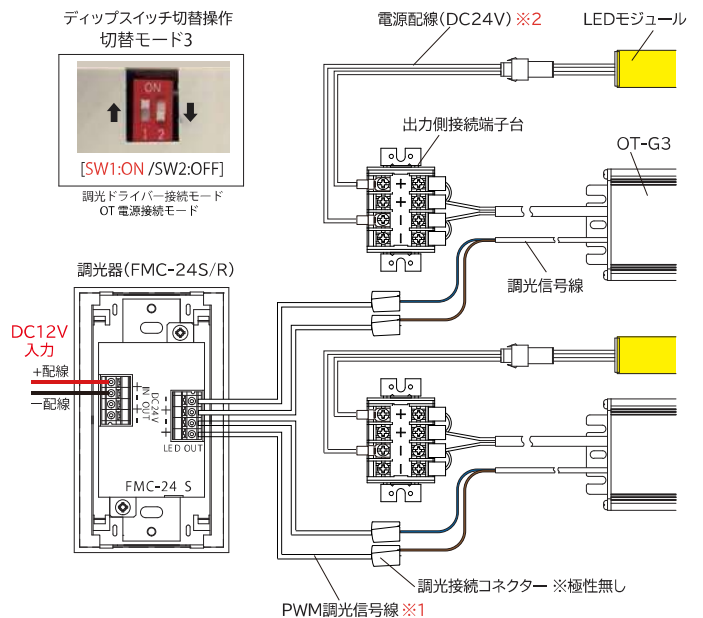 ディップスイッチ切替操作
切替モード3
ON
1 2
[SW1:ON /SW2:OFF]
調光ドライバー接続モード
OT 電源接続モード
電源配線(DC24V) ※2
LEDモジュール
出力側接続端子台
OT-G3
+
+
−
−
調光信号線
調光器(FMC-24S/R)
DC12V
入力
+配線
−配線
+ −
IN OUT
+ −
DC24V
+ − − +
LED OUT
FMC-24 S
+
+
−
−
調光接続コネクター ※極性無し
PWM調光信号線 ※1